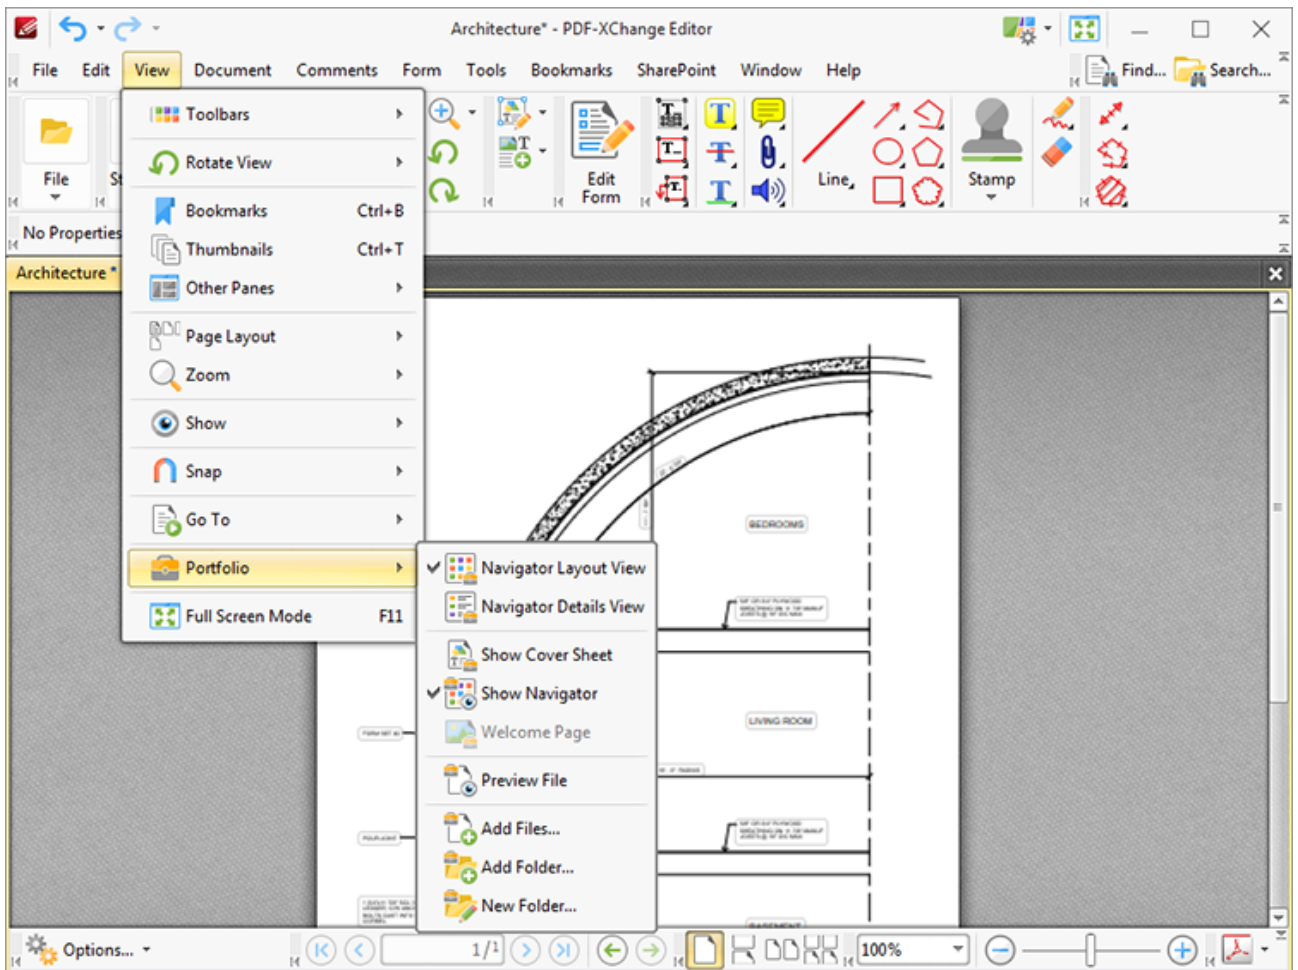 Architecture* - PDF-XChange Editor
File Edit View Document Comments Form Tools Bookmarks SharePoint Window Help Find... Search...
Toolbars
Rotate View
Bookmarks Ctrl+B
Thumbnails Ctrl+T
Other Panes
Page Layout
Zoom
Show
Snap
Go To
Portfolio
Full Screen Mode F11
File
Edit Form
Line
Stamp
No Properties
Architecture *
Navigator Layout View
Navigator Details View
Show Cover Sheet
Show Navigator
Welcome Page
Preview File
Add Files...
Add Folder...
New Folder...
BEDROOMS
LIVING ROOM
BASEMENT
Options... 1/1 100%